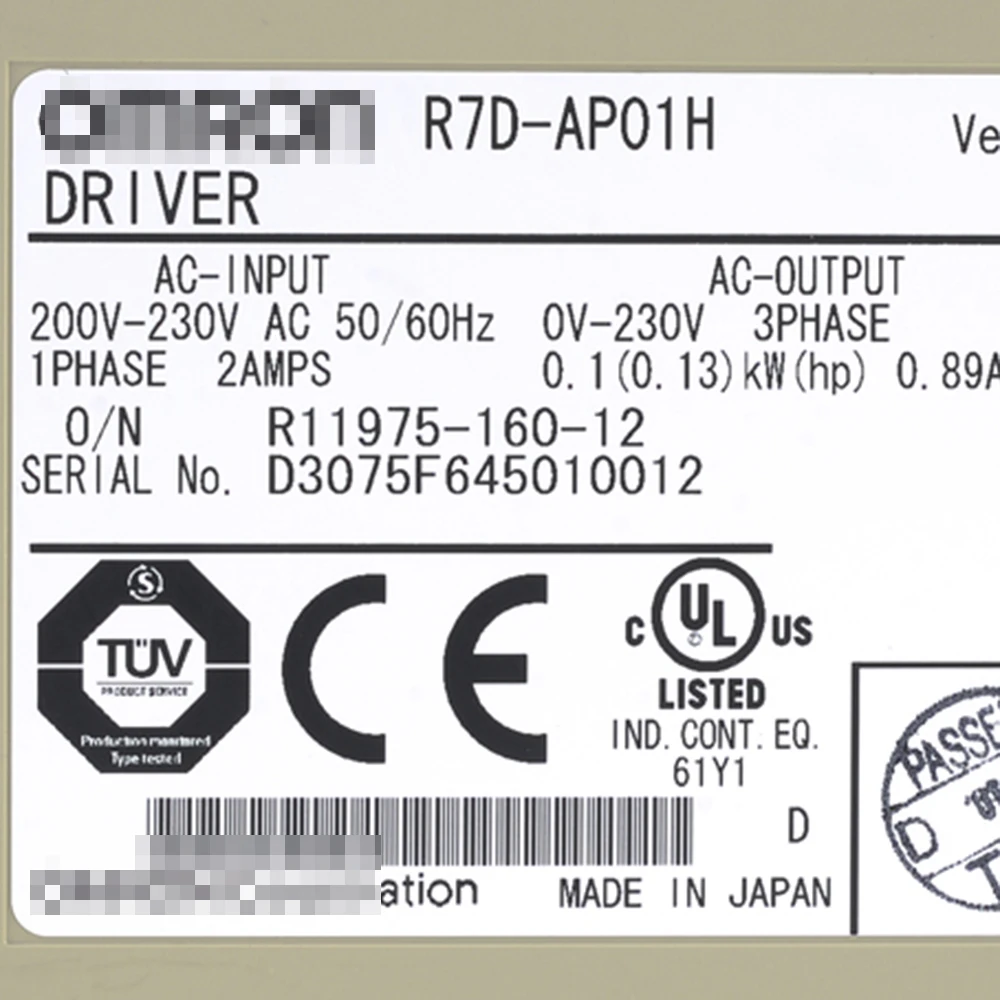 R7D-AP01H Ve
DRIVER
AC-INPUT
200V-230V AC 50/60Hz
1PHASE 2AMPS
AC-OUTPUT
0V-230V 3PHASE
0.1(0.13)kW(hp) 0.89A
O/N R11975-160-12
SERIAL No. D3075F645010012
S
TÜV
PRODUCT SERVICE
Production monitored
Type tested
CE
C UL US
LISTED
IND. CONT. EQ.
61Y1
D
ation MADE IN JAPAN
PASSE
D